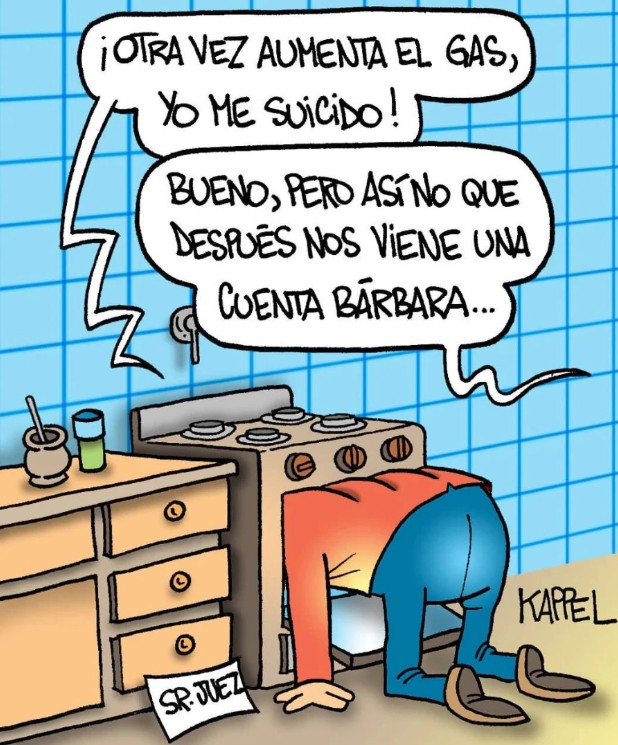 ¡OTRA VEZ AUMENTA EL GAS,
YO ME SUICIDO!
BUENO, PERO ASÍ NO QUE
DESPUÉS NOS VIENE UNA
CUENTA BÁRBARA...
KAPPEL
SR. JUEZ